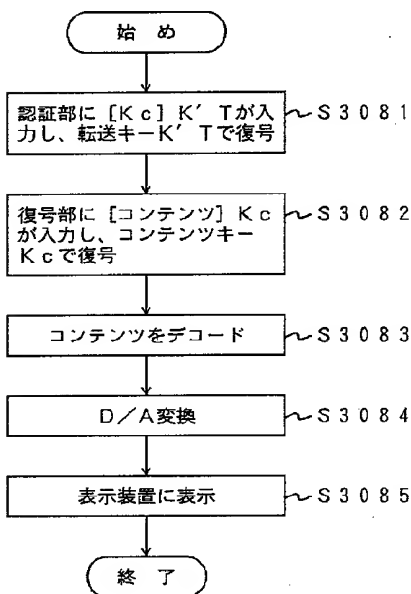 始 め
認証部に［Kc］K′Tが入
力し、転送キーK′Tで復号
S3081
復号部に［コンテンツ］Kc
が入力し、コンテンツキー
Kcで復号
S3082
コンテンツをデコード
S3083
D／A変換
S3084
表示装置に表示
S3085
終 了